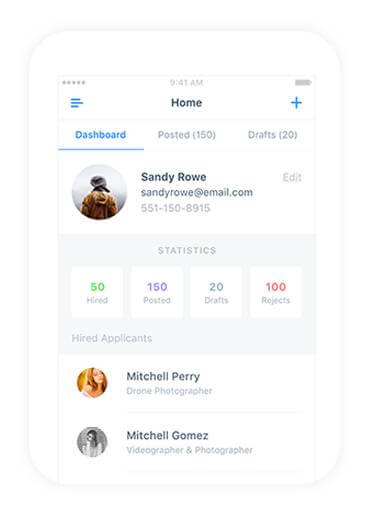 9:41 AM
Home
Dashboard Posted (150) Drafts (20)
Sandy Rowe Edit
sandyrowe@email.com
551-150-8915
STATISTICS
50 150 20 100
Hired Posted Drafts Rejects
Hired Applicants
Mitchell Perry
Drone Photographer
Mitchell Gomez
Videographer & Photographer